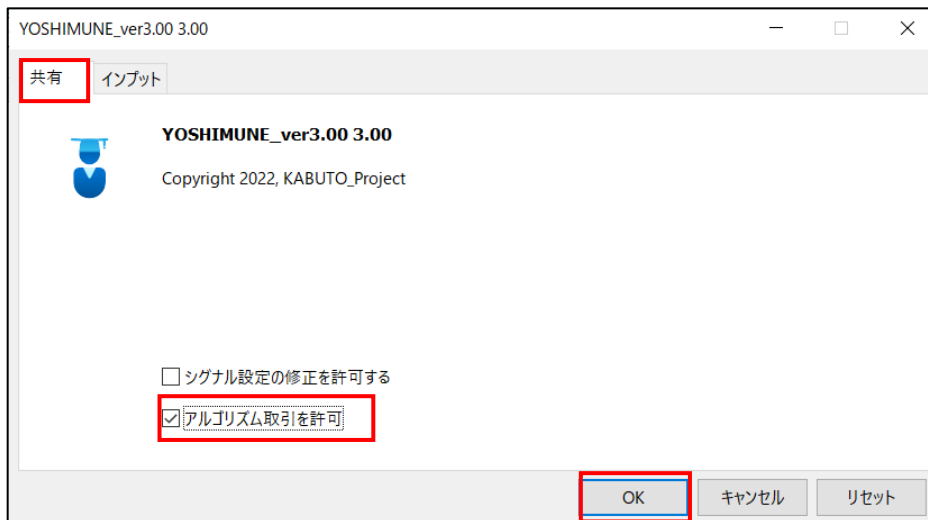 YOSHIMUNE_ver3.00 3.00
共有 インプット
YOSHIMUNE_ver3.00 3.00
Copyright 2022, KABUTO_Project
シグナル設定の修正を許可する
アルゴリズム取引を許可
OK キャンセル リセット